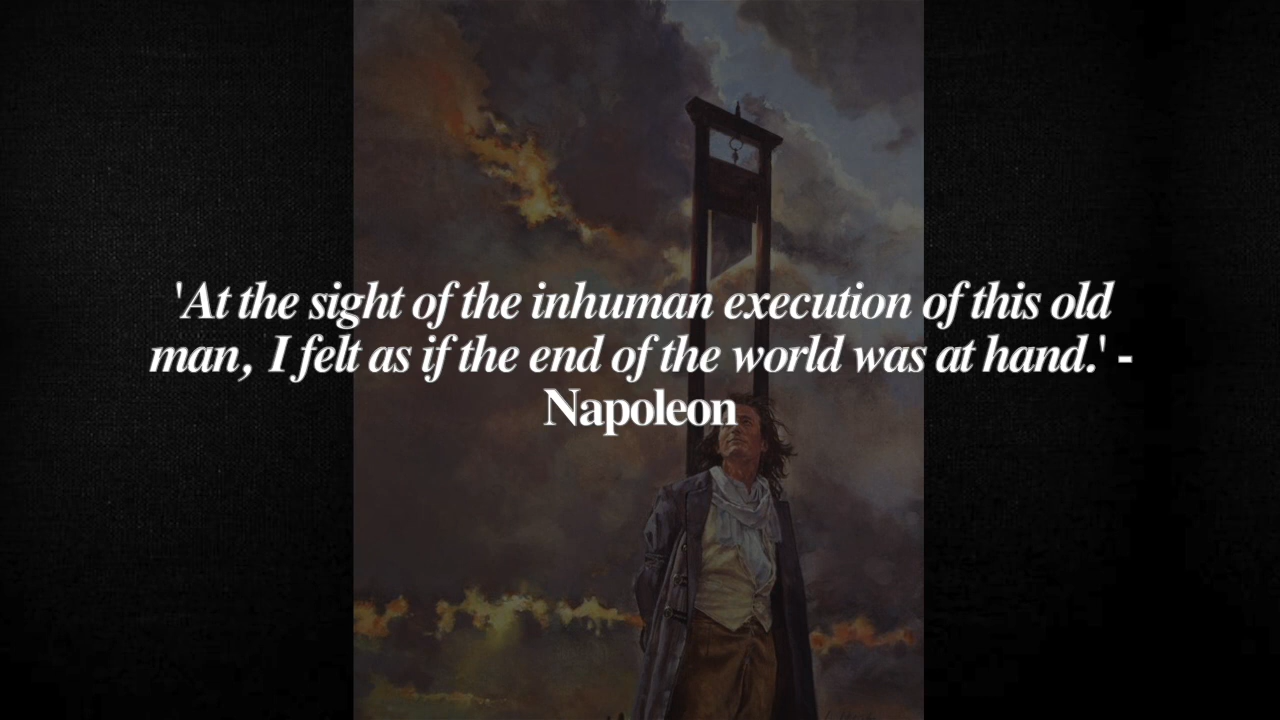 'At the sight of the inhuman execution of this old
man, I felt as if the end of the world was at hand.' -
Napoleon